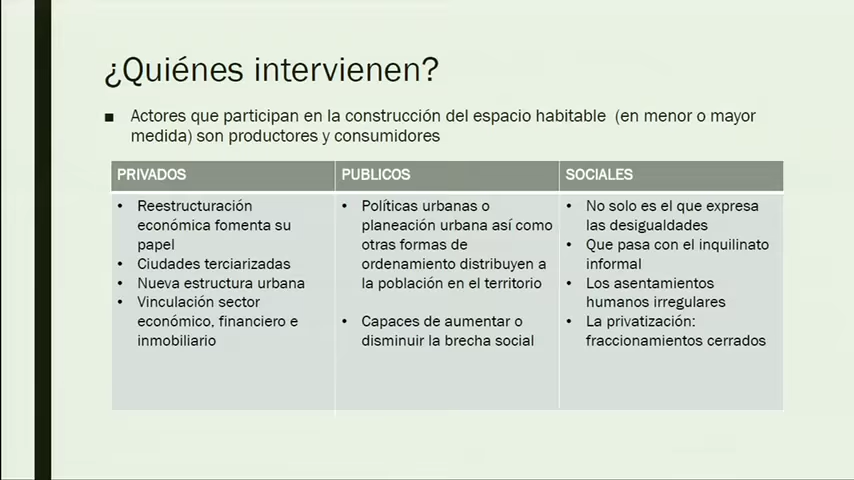 ¿Quiénes intervienen?
■ Actores que participan en la construcción del espacio habitable (en menor o mayor
medida) son productores y consumidores
PRIVADOS
• Reestructuración
económica fomenta su
papel
• Ciudades terciarizadas
• Nueva estructura urbana
• Vinculación sector
económico, financiero e
inmobiliario
PUBLICOS
• Políticas urbanas o
planeación urbana así como
otras formas de
ordenamiento distribuyen a
la población en el territorio
• Capaces de aumentar o
disminuir la brecha social
SOCIALES
• No solo es el que expresa
las desigualdades
• Que pasa con el inquilinato
informal
• Los asentamientos
humanos irregulares
• La privatización:
fraccionamientos cerrados